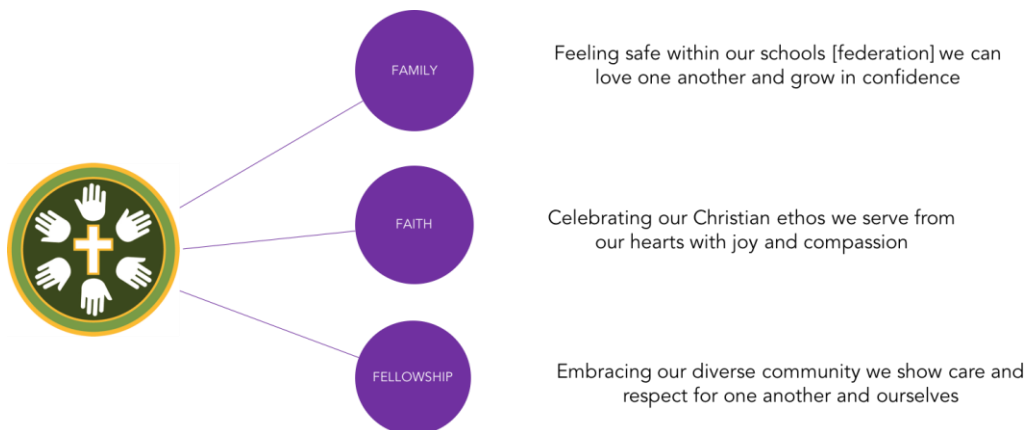 FAMILY
Feeling safe within our schools [federation] we can
love one another and grow in confidence
FAITH
Celebrating our Christian ethos we serve from
our hearts with joy and compassion
FELLOWSHIP
Embracing our diverse community we show care and
respect for one another and ourselves